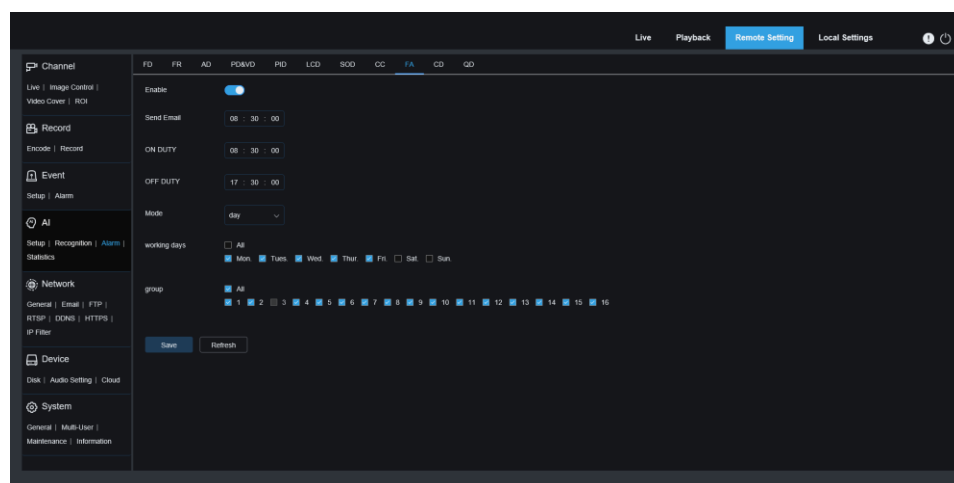 Live Playback Remote Setting Local Settings
Channel
Live | Image Control |
Video Cover | ROI
Record
Encode | Record
Event
Setup | Alarm
AI
Setup | Recognition | Alarm |
Statistics
Network
General | Email | FTP |
RTSP | DDNS | HTTPS |
IP Filter
Device
Disk | Audio Setting | Cloud
System
General | Multi-User |
Maintenance | Information
FD FR AD PD&VD PID LCD SOD CC FA CD QD
Enable
Send Email 08 : 30 : 00
ON DUTY 08 : 30 : 00
OFF DUTY 17 : 30 : 00
Mode day
working days All
Mon. Tues. Wed. Thur. Fri. Sat. Sun.
group All
1 2 3 4 5 6 7 8 9 10 11 12 13 14 15 16
Save Refresh